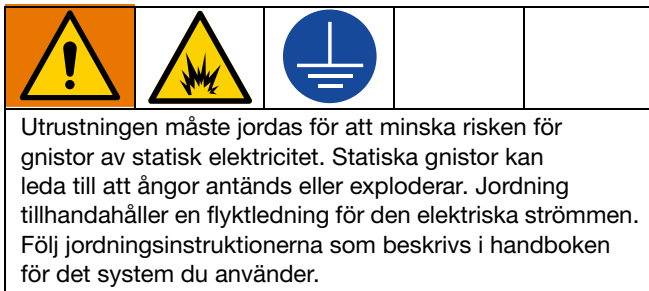 Utrustningen måste jordas för att minska risken för
gnistor av statisk elektricitet. Statiska gnistor kan
leda till att ångor antänds eller exploderar. Jordning
tillhandahåller en flyktledning för den elektriska strömmen.
Följ jordningsinstruktionerna som beskrivs i handboken
för det system du använder.